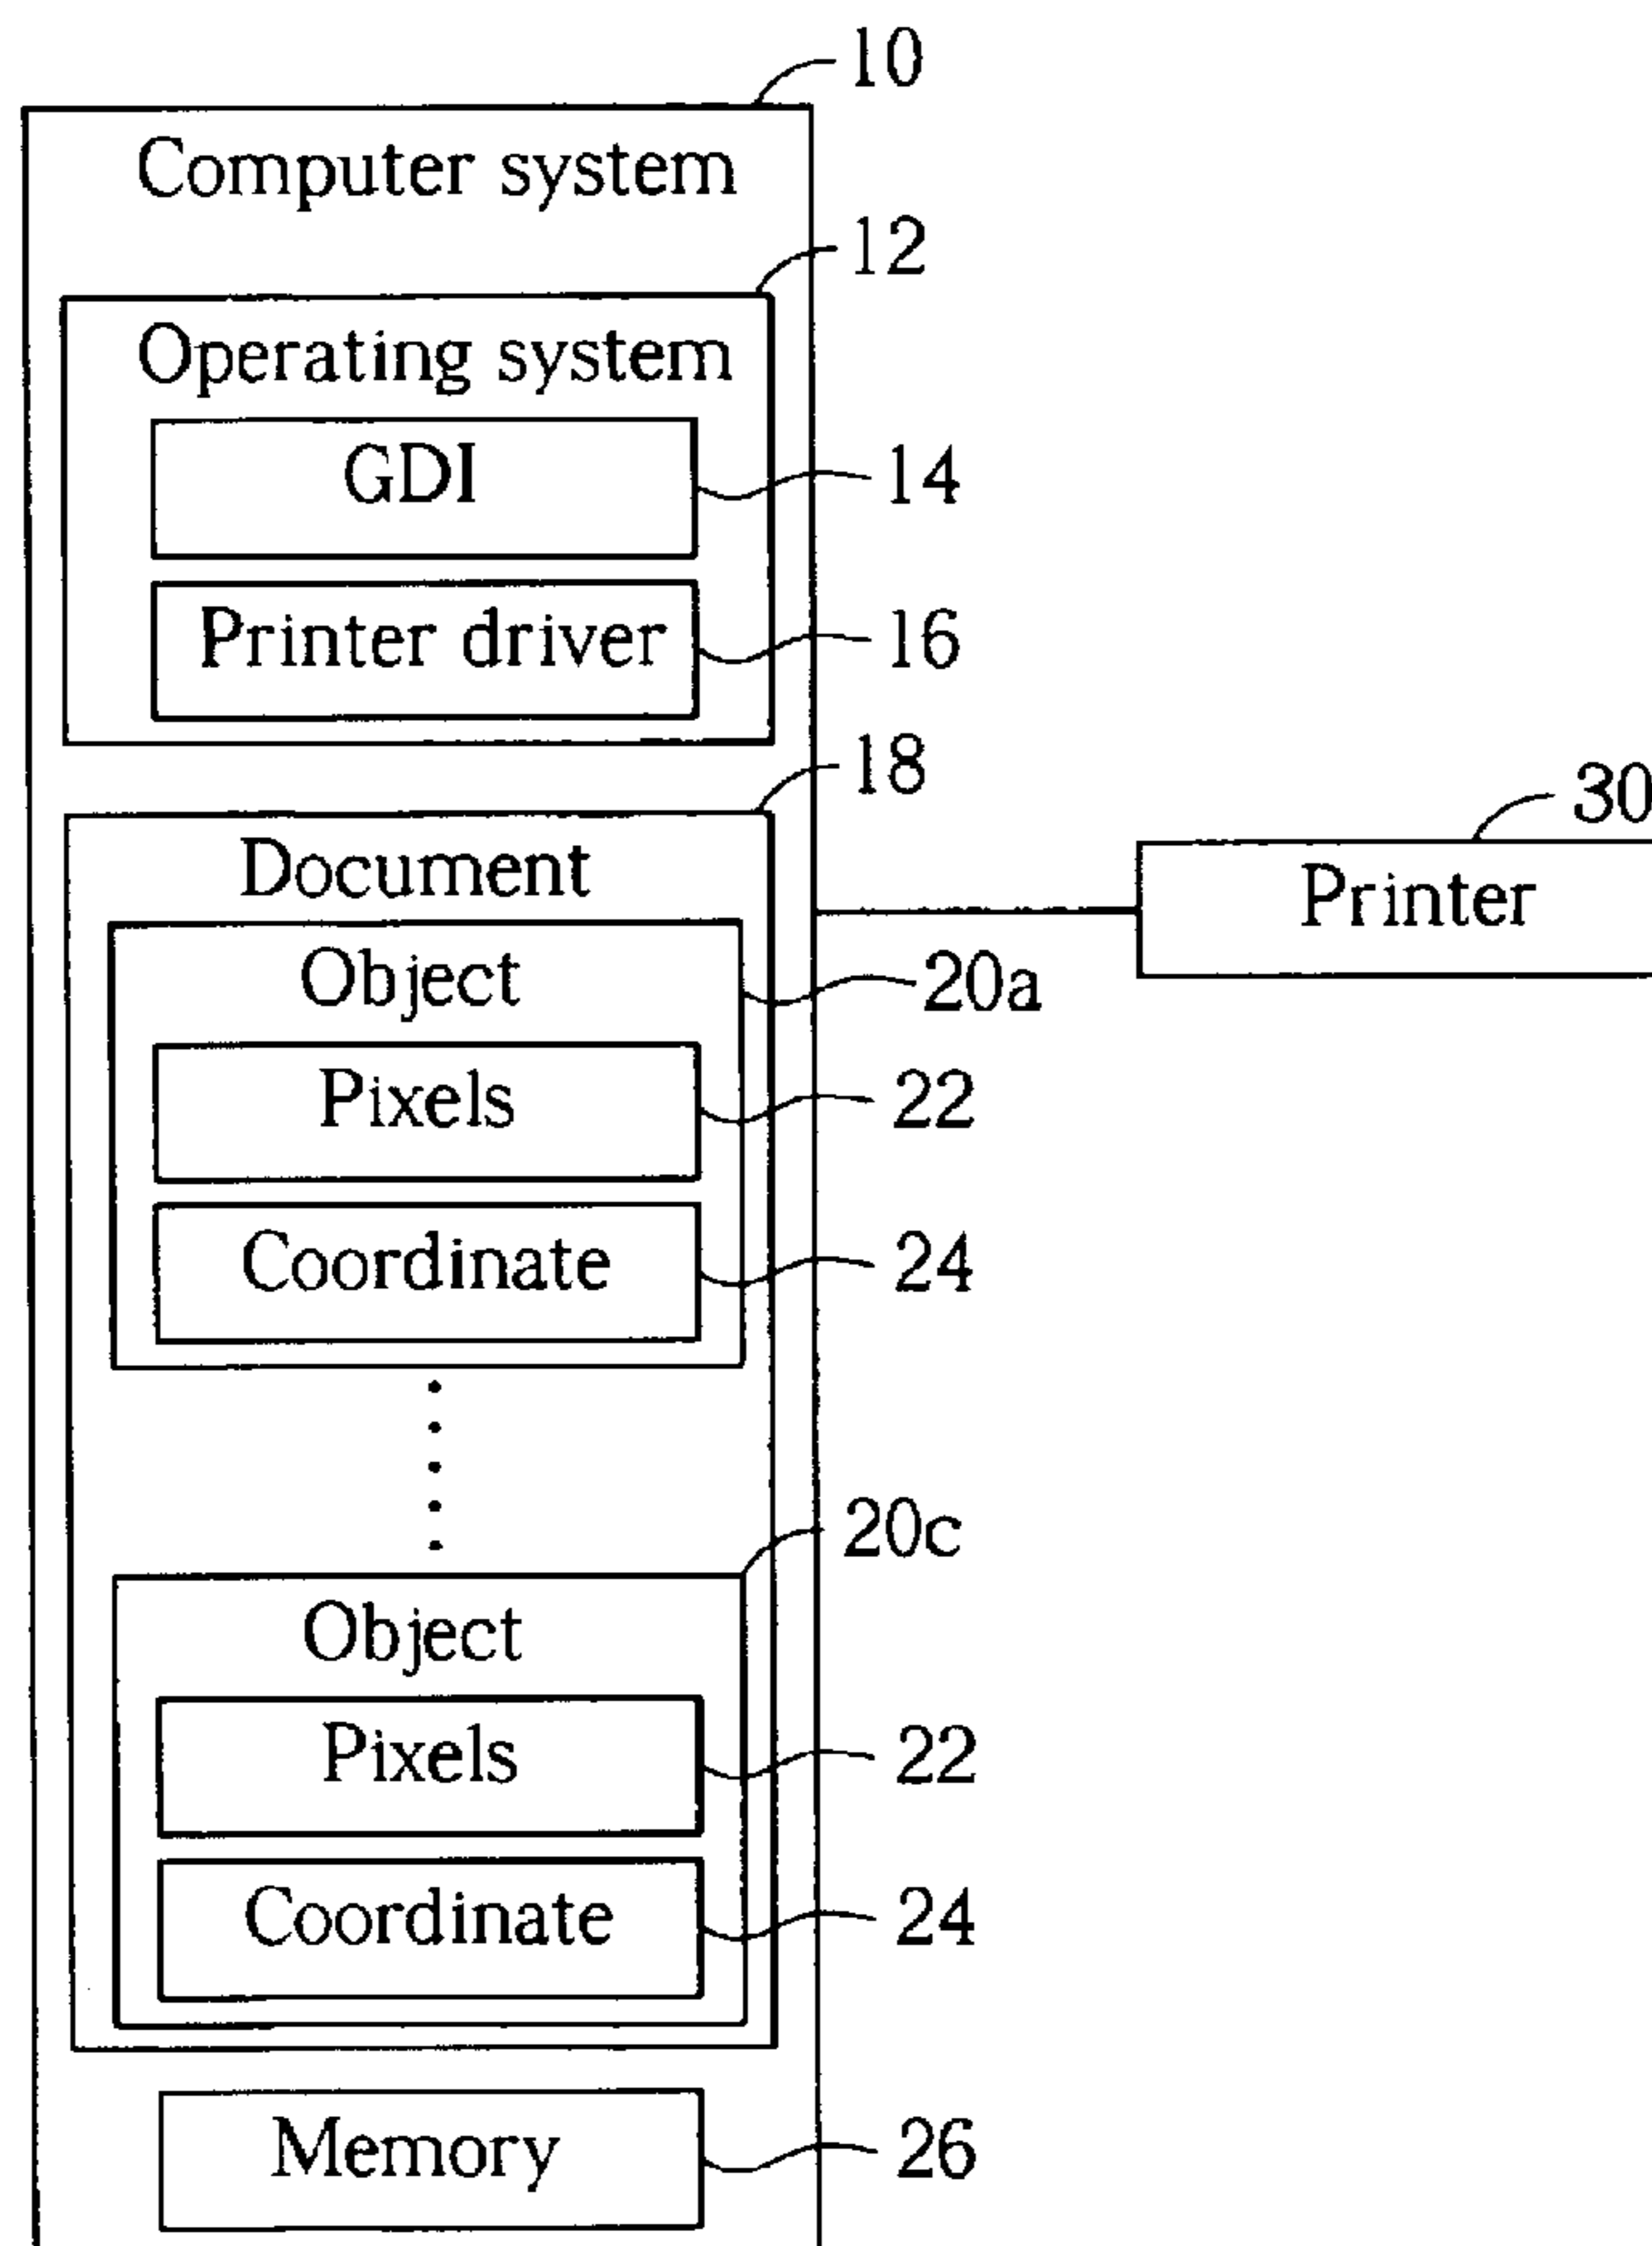 10
Computer system
12
Operating system
GDI
14
Printer driver
16
18
Document
30
Printer
Object
20a
Pixels
22
Coordinate
24
20c
Object
Pixels
22
Coordinate
24
Memory
26